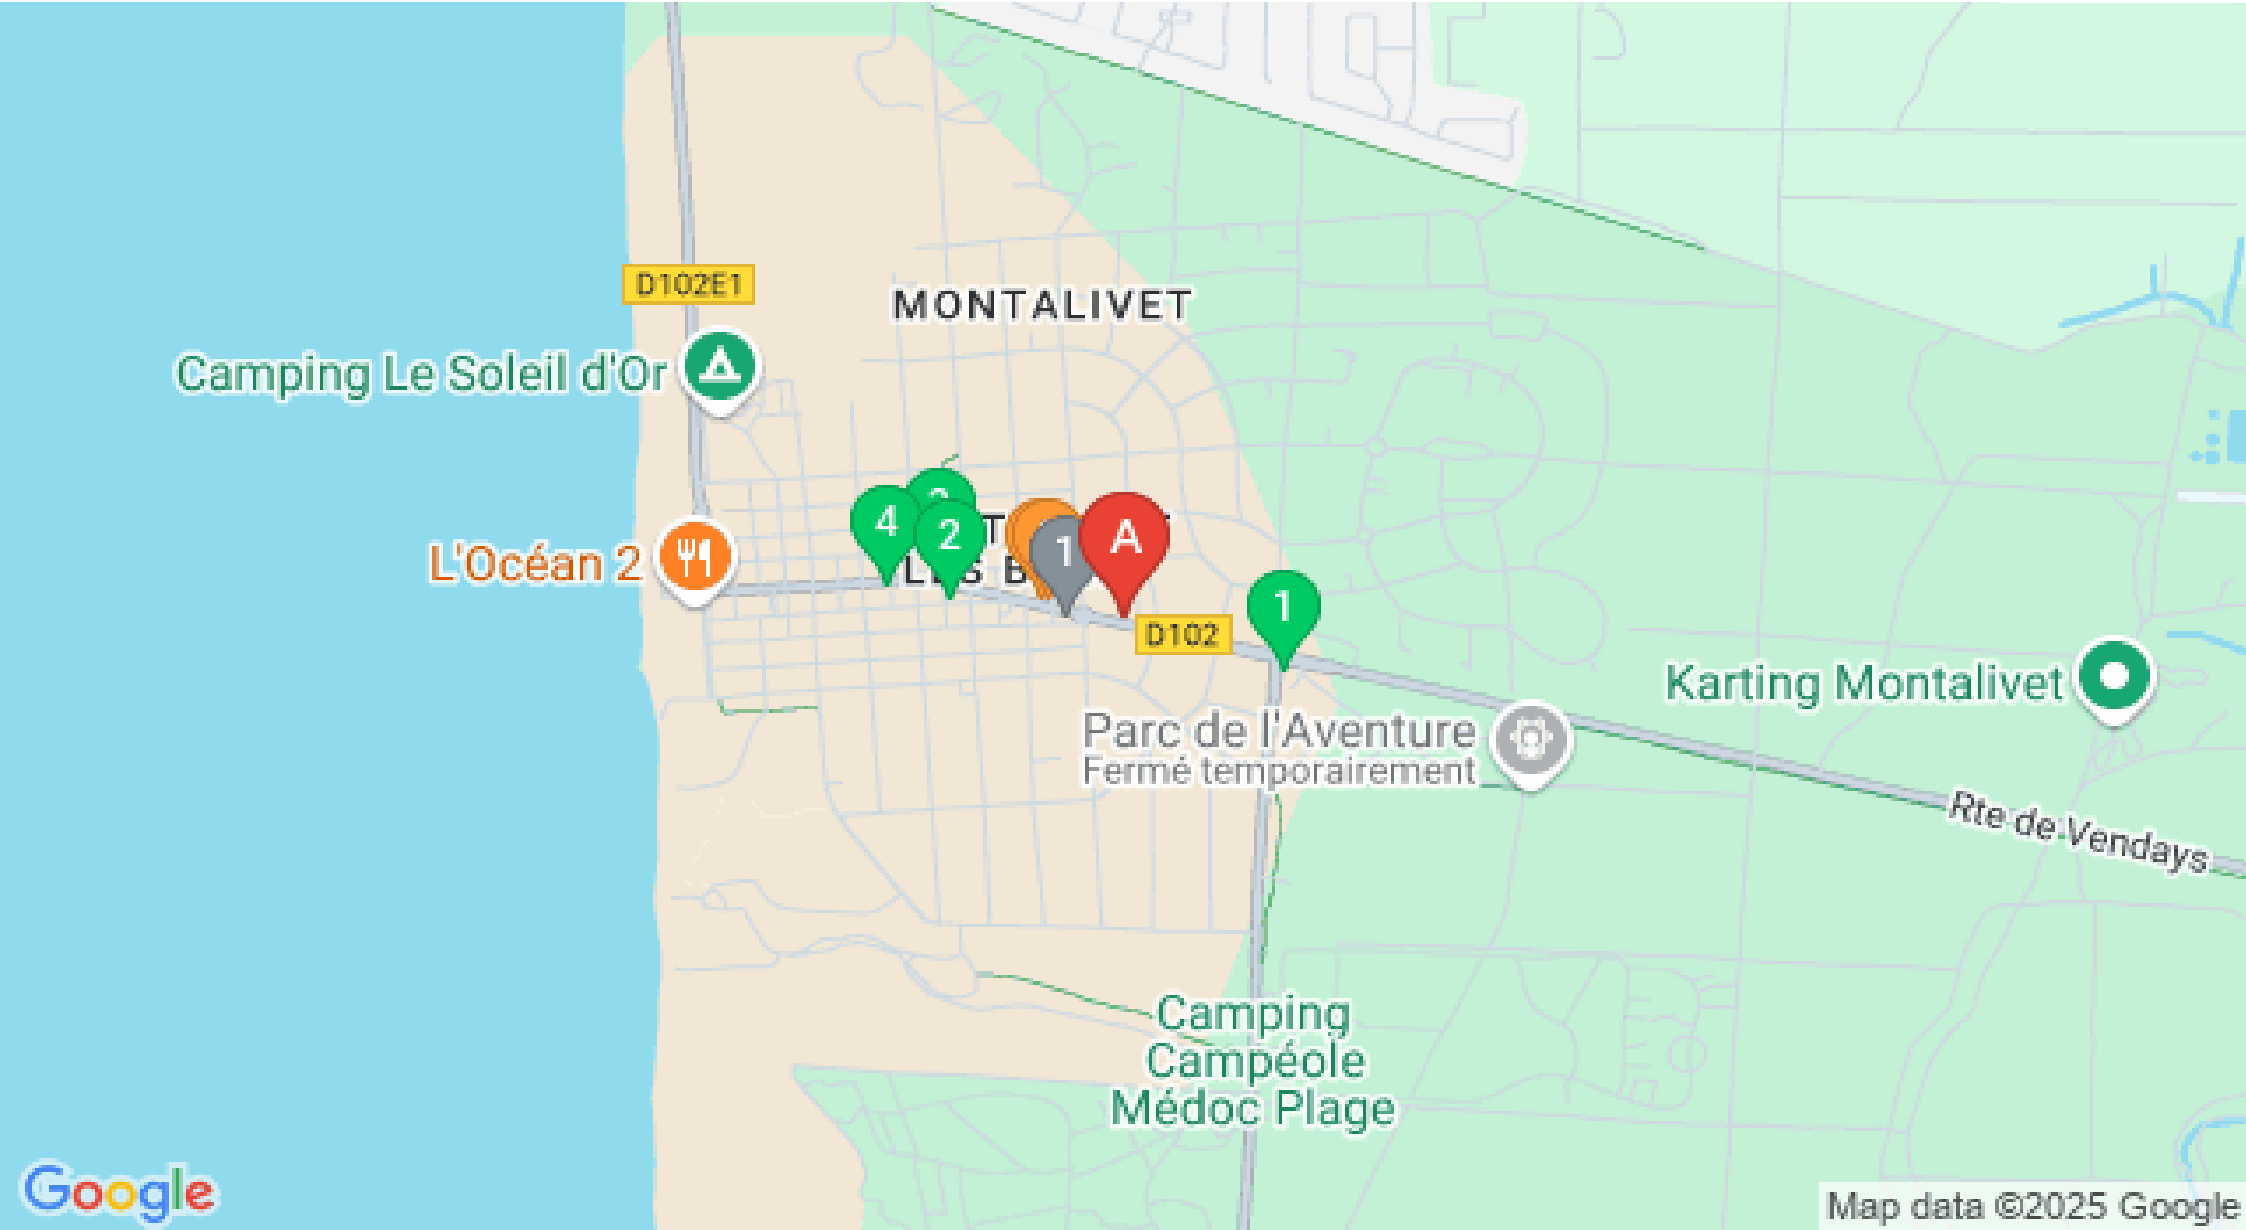 D102E1
MONTALIVET
Camping Le Soleil d'Or
4
2
1
A
L'Océan 2
LES B
D102
1
Karting Montalivet
Parc de l'Aventure
Fermé temporairement
Rte de Vendays
Camping
Campéole
Médoc Plage
Google
Map data ©2025 Google